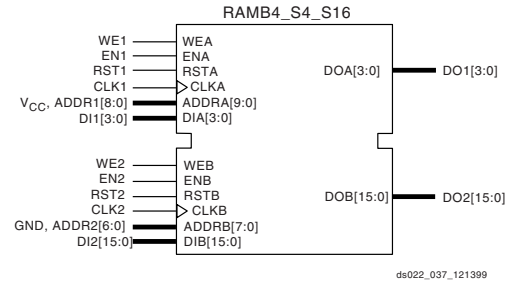 RAMB4_S4_S16
WE1 WEA
EN1 ENA
RST1 RSTA DOA[3:0] DO1[3:0]
CLK1 CLKA
VCC, ADDR1[8:0] ADDRA[9:0]
DI1[3:0] DIA[3:0]
WE2 WEB
EN2 ENB
RST2 RSTB DOB[15:0] DO2[15:0]
CLK2 CLKB
GND, ADDR2[6:0] ADDRB[7:0]
DI2[15:0] DIB[15:0]
ds022_037_121399